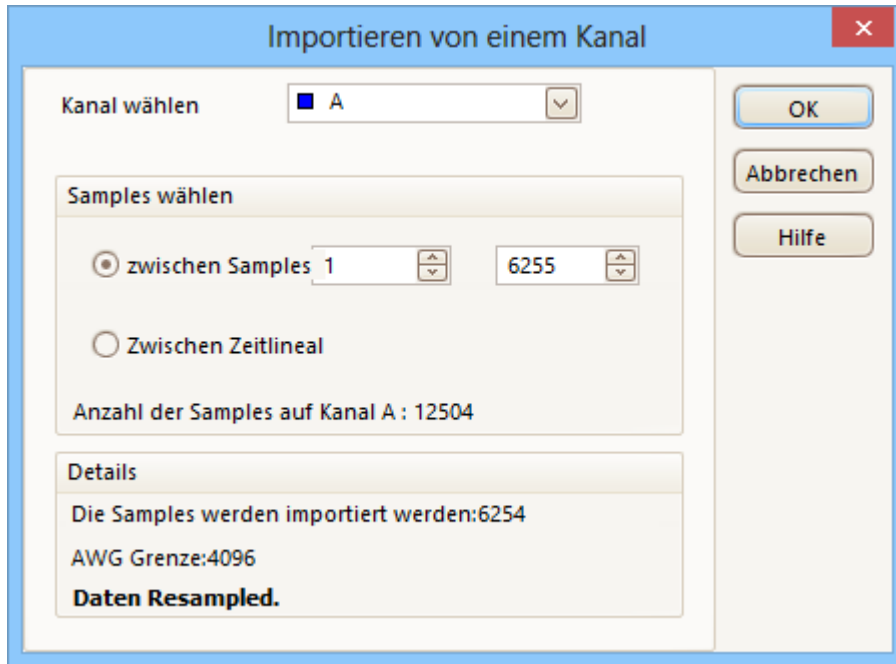 Importieren von einem Kanal
Kanal wählen A
OK
Abbrechen
Hilfe
Samples wählen
zwischen Samples 1 6255
Zwischen Zeitlineal
Anzahl der Samples auf Kanal A : 12504
Details
Die Samples werden importiert werden:6254
AWG Grenze:4096
Daten Resampled.